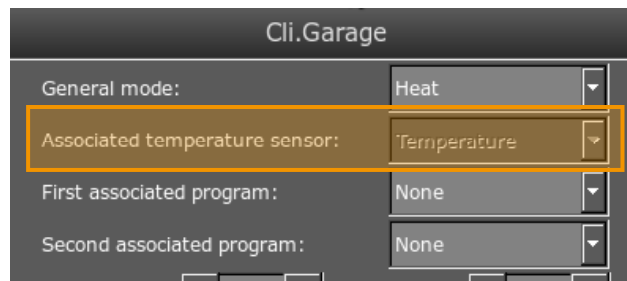 Cli.Garage
General mode: Heat
Associated temperature sensor: Temperature
First associated program: None
Second associated program: None